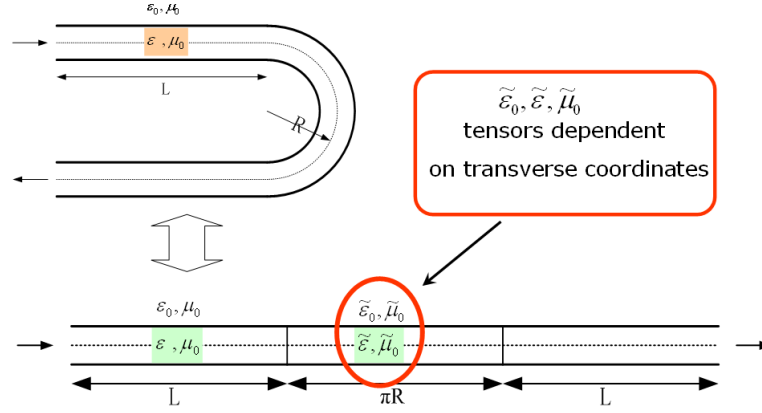 ε₀, μ₀
ε , μ₀
L
R
ε̃₀, ε̃, μ̃₀
tensors dependent
on transverse coordinates
ε₀, μ₀
ε̃₀, μ̃₀
ε , μ₀
ε̃, μ̃₀
L
πR
L